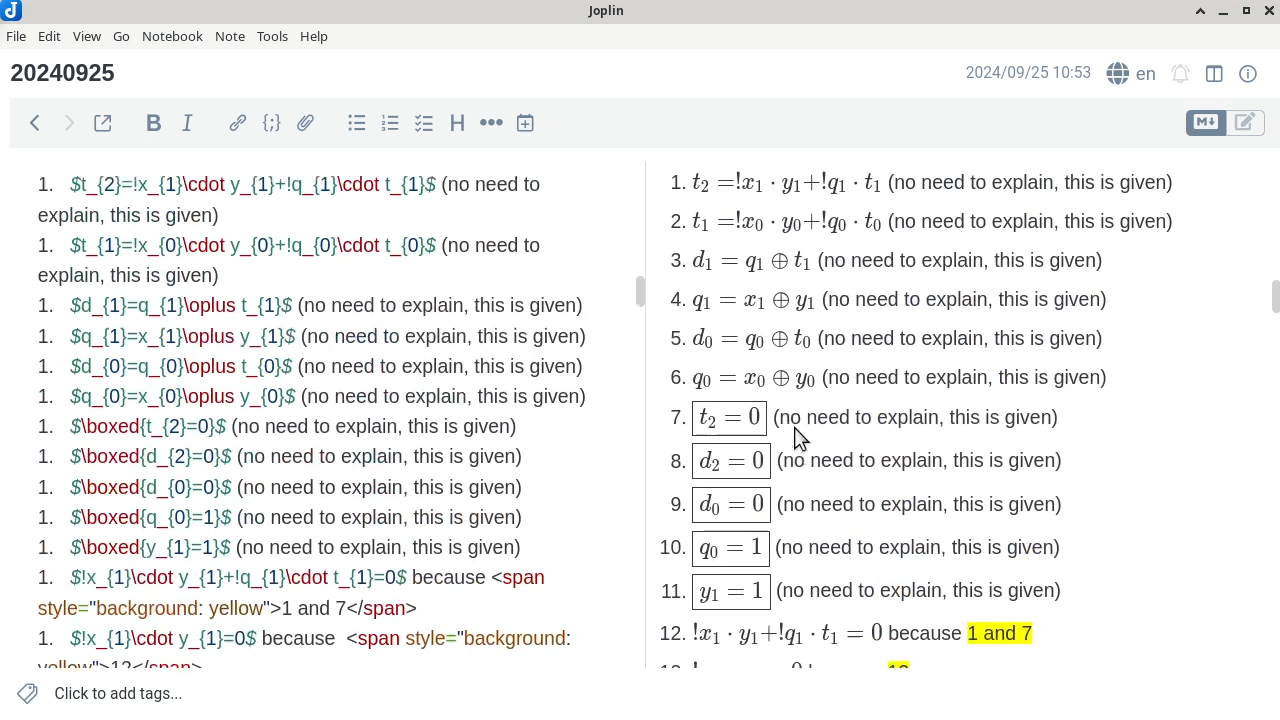 Joplin
File Edit View Go Notebook Note Tools Help
20240925
2024/09/25 10:53 en
1. $t_{2}=!x_{1}\cdot y_{1}+!q_{1}\cdot t_{1}$ (no need to
explain, this is given)
1. $t_{1}=!x_{0}\cdot y_{0}+!q_{0}\cdot t_{0}$ (no need to
explain, this is given)
1. $d_{1}=q_{1}\oplus t_{1}$ (no need to explain, this is given)
1. $q_{1}=x_{1}\oplus y_{1}$ (no need to explain, this is given)
1. $d_{0}=q_{0}\oplus t_{0}$ (no need to explain, this is given)
1. $q_{0}=x_{0}\oplus y_{0}$ (no need to explain, this is given)
1. $\boxed{t_{2}=0}$ (no need to explain, this is given)
1. $\boxed{d_{2}=0}$ (no need to explain, this is given)
1. $\boxed{d_{0}=0}$ (no need to explain, this is given)
1. $\boxed{q_{0}=1}$ (no need to explain, this is given)
1. $\boxed{y_{1}=1}$ (no need to explain, this is given)
1. $!x_{1}\cdot y_{1}+!q_{1}\cdot t_{1}=0$ because <span
style="background: yellow">1 and 7</span>
1. $!x_{1}\cdot y_{1}=0$ because <span style="background:
yellow">12</span>
1. t₂ =!x₁ · y₁+!q₁ · t₁ (no need to explain, this is given)
2. t₁ =!x₀ · y₀+!q₀ · t₀ (no need to explain, this is given)
3. d₁ = q₁ ⊕ t₁ (no need to explain, this is given)
4. q₁ = x₁ ⊕ y₁ (no need to explain, this is given)
5. d₀ = q₀ ⊕ t₀ (no need to explain, this is given)
6. q₀ = x₀ ⊕ y₀ (no need to explain, this is given)
7. t₂ = 0 (no need to explain, this is given)
8. d₂ = 0 (no need to explain, this is given)
9. d₀ = 0 (no need to explain, this is given)
10. q₀ = 1 (no need to explain, this is given)
11. y₁ = 1 (no need to explain, this is given)
12. !x₁ · y₁+!q₁ · t₁ = 0 because 1 and 7
Click to add tags...